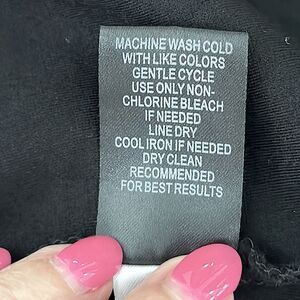 MACHINE WASH COLD
WITH LIKE COLORS
GENTLE CYCLE
USE ONLY NON-
CHLORINE BLEACH
IF NEEDED
LINE DRY
COOL IRON IF NEEDED
DRY CLEAN
RECOMMENDED
FOR BEST RESULTS